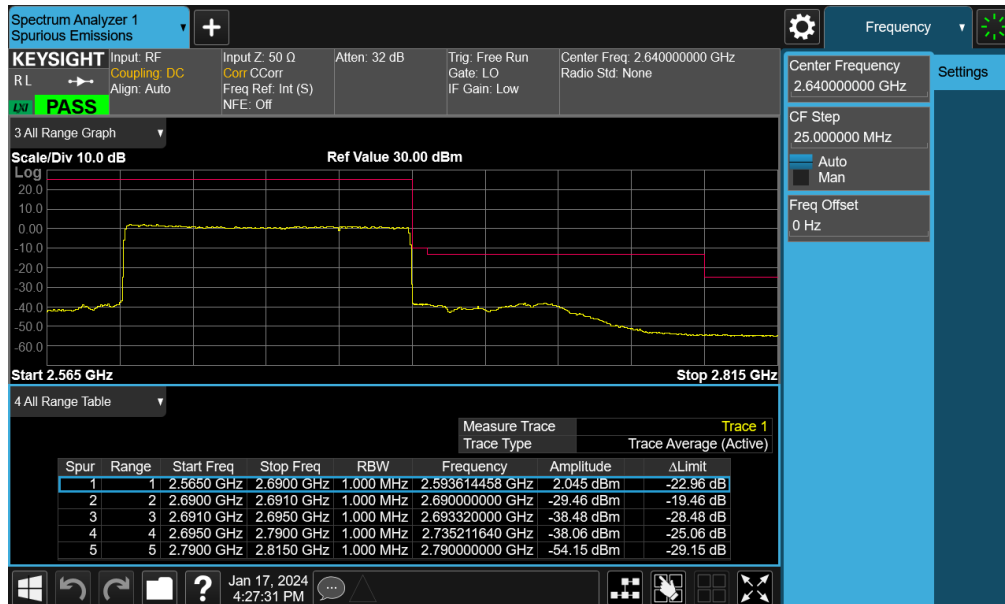 Spectrum Analyzer 1
Spurious Emissions
Frequency
KEYSIGHT Input: RF Input Z: 50 Ω Atten: 32 dB Trig: Free Run Center Freq: 2.640000000 GHz
R L Coupling: DC Corr CCorr Gate: LO Radio Std: None
Align: Auto Freq Ref: Int (S) IF Gain: Low
LXI PASS NFE: Off
Center Frequency
2.640000000 GHz
Settings
CF Step
25.000000 MHz
Auto
Man
Freq Offset
0 Hz
3 All Range Graph
Scale/Div 10.0 dB Ref Value 30.00 dBm
Log
20.0
10.0
0.00
-10.0
-20.0
-30.0
-40.0
-50.0
-60.0
Start 2.565 GHz Stop 2.815 GHz
4 All Range Table
Measure Trace Trace 1
Trace Type Trace Average (Active)
Spur Range Start Freq Stop Freq RBW Frequency Amplitude ΔLimit
1 1 2.5650 GHz 2.6900 GHz 1.000 MHz 2.593614458 GHz 2.045 dBm -22.96 dB
2 2 2.6900 GHz 2.6910 GHz 1.000 MHz 2.690000000 GHz -29.46 dBm -19.46 dB
3 3 2.6910 GHz 2.6950 GHz 1.000 MHz 2.693320000 GHz -38.48 dBm -28.48 dB
4 4 2.6950 GHz 2.7900 GHz 1.000 MHz 2.735211640 GHz -38.06 dBm -25.06 dB
5 5 2.7900 GHz 2.8150 GHz 1.000 MHz 2.790000000 GHz -54.15 dBm -29.15 dB
Jan 17, 2024
4:27:31 PM